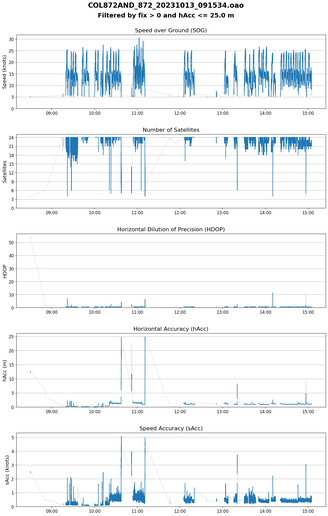 COL872AND_872_20231013_091534.oao
Filtered by fix > 0 and hAcc <= 25.0 m
Speed over Ground (SOG)
Speed (knots)
30
25
20
15
10
5
0
09:00 10:00 11:00 12:00 13:00 14:00 15:00
Number of Satellites
Satellites
24
21
18
15
12
9
6
3
0
09:00 10:00 11:00 12:00 13:00 14:00 15:00
Horizontal Dilution of Precision (HDOP)
HDOP
50
40
30
20
10
0
09:00 10:00 11:00 12:00 13:00 14:00 15:00
Horizontal Accuracy (hAcc)
hAcc (m)
25
20
15
10
5
0
09:00 10:00 11:00 12:00 13:00 14:00 15:00
Speed Accuracy (sAcc)
sAcc (knots)
5
4
3
2
1
0
09:00 10:00 11:00 12:00 13:00 14:00 15:00